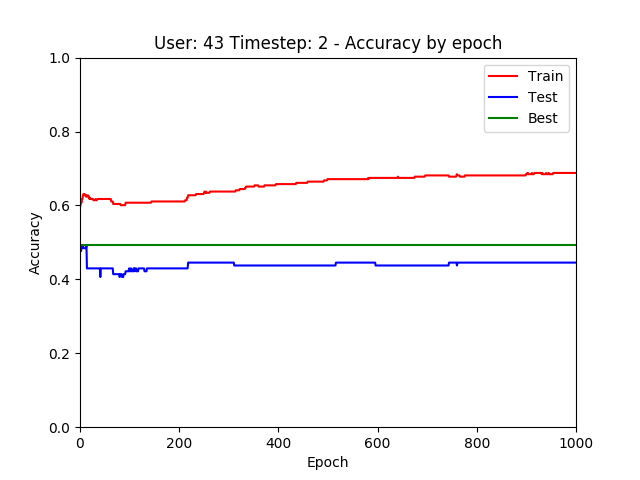 User: 43 Timestep: 2 - Accuracy by epoch
1.0
0.8
0.6
0.4
0.2
0.0
Accuracy
Train
Test
Best
0 200 400 600 800 1000
Epoch